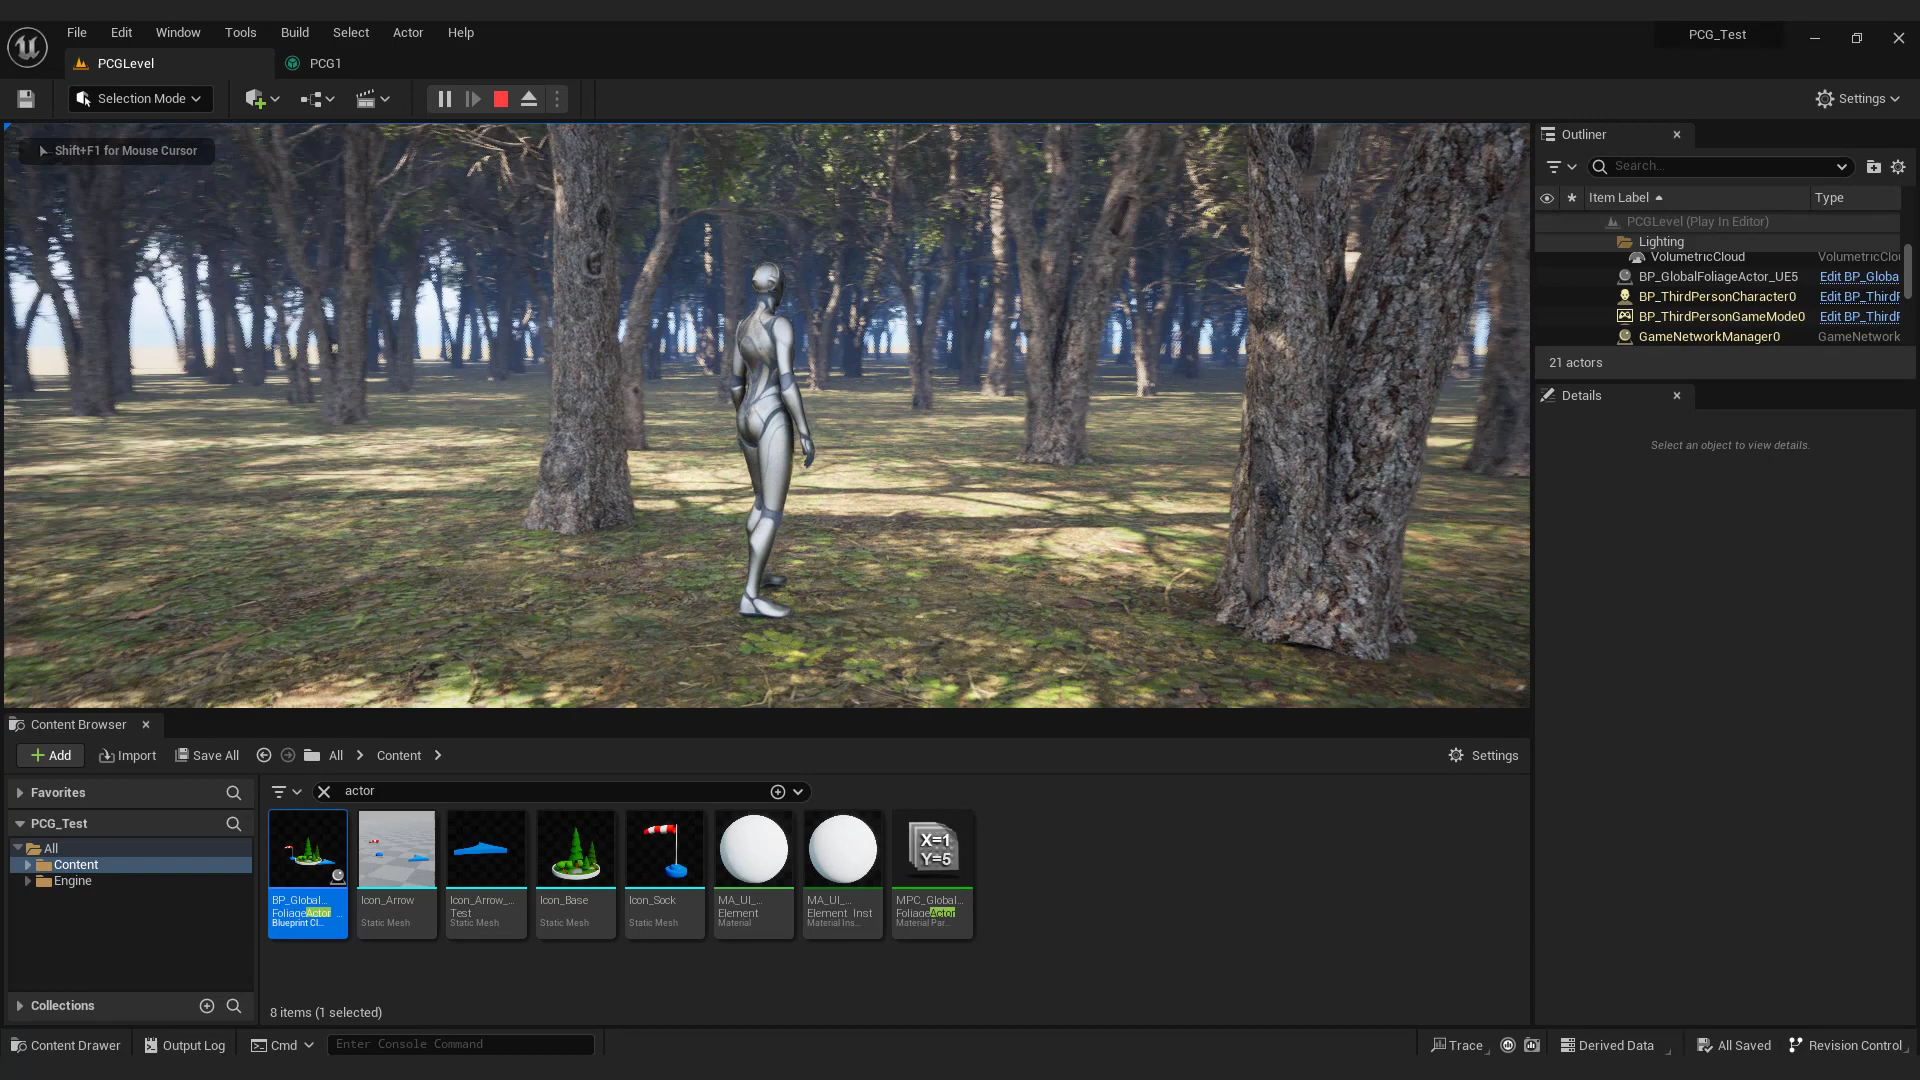 File Edit Window Tools Build Select Actor Help
PCG_Test
PCGLevel
PCG1
Selection Mode
Settings
Shift+F1 for Mouse Cursor
Outliner
Search...
Item Label
Type
PCGLevel (Play In Editor)
Lighting
VolumetricCloud VolumetricClo
BP_GlobalFoliageActor_UE5 Edit BP_Globa
BP_ThirdPersonCharacter0 Edit BP_ThirdP
BP_ThirdPersonGameMode0 Edit BP_ThirdP
GameNetworkManager0 GameNetwork
21 actors
Details
Select an object to view details.
Content Browser
Add
Import
Save All
All
Content
Settings
Favorites
PCG_Test
All
Content
Engine
Collections
actor
BP_Global...
FoliageActor_...
Blueprint Cl...
Icon_Arrow
Static Mesh
Icon_Arrow_...
Test
Static Mesh
Icon_Base
Static Mesh
Icon_Sock
Static Mesh
MA_UI_...
Element
Material
MA_UI_...
Element_Inst
Material Ins...
X=1
Y=5
MPC_Global...
FoliageActor
Material Par...
8 items (1 selected)
Content Drawer
Output Log
Cmd
Enter Console Command
Trace
Derived Data
All Saved
Revision Control